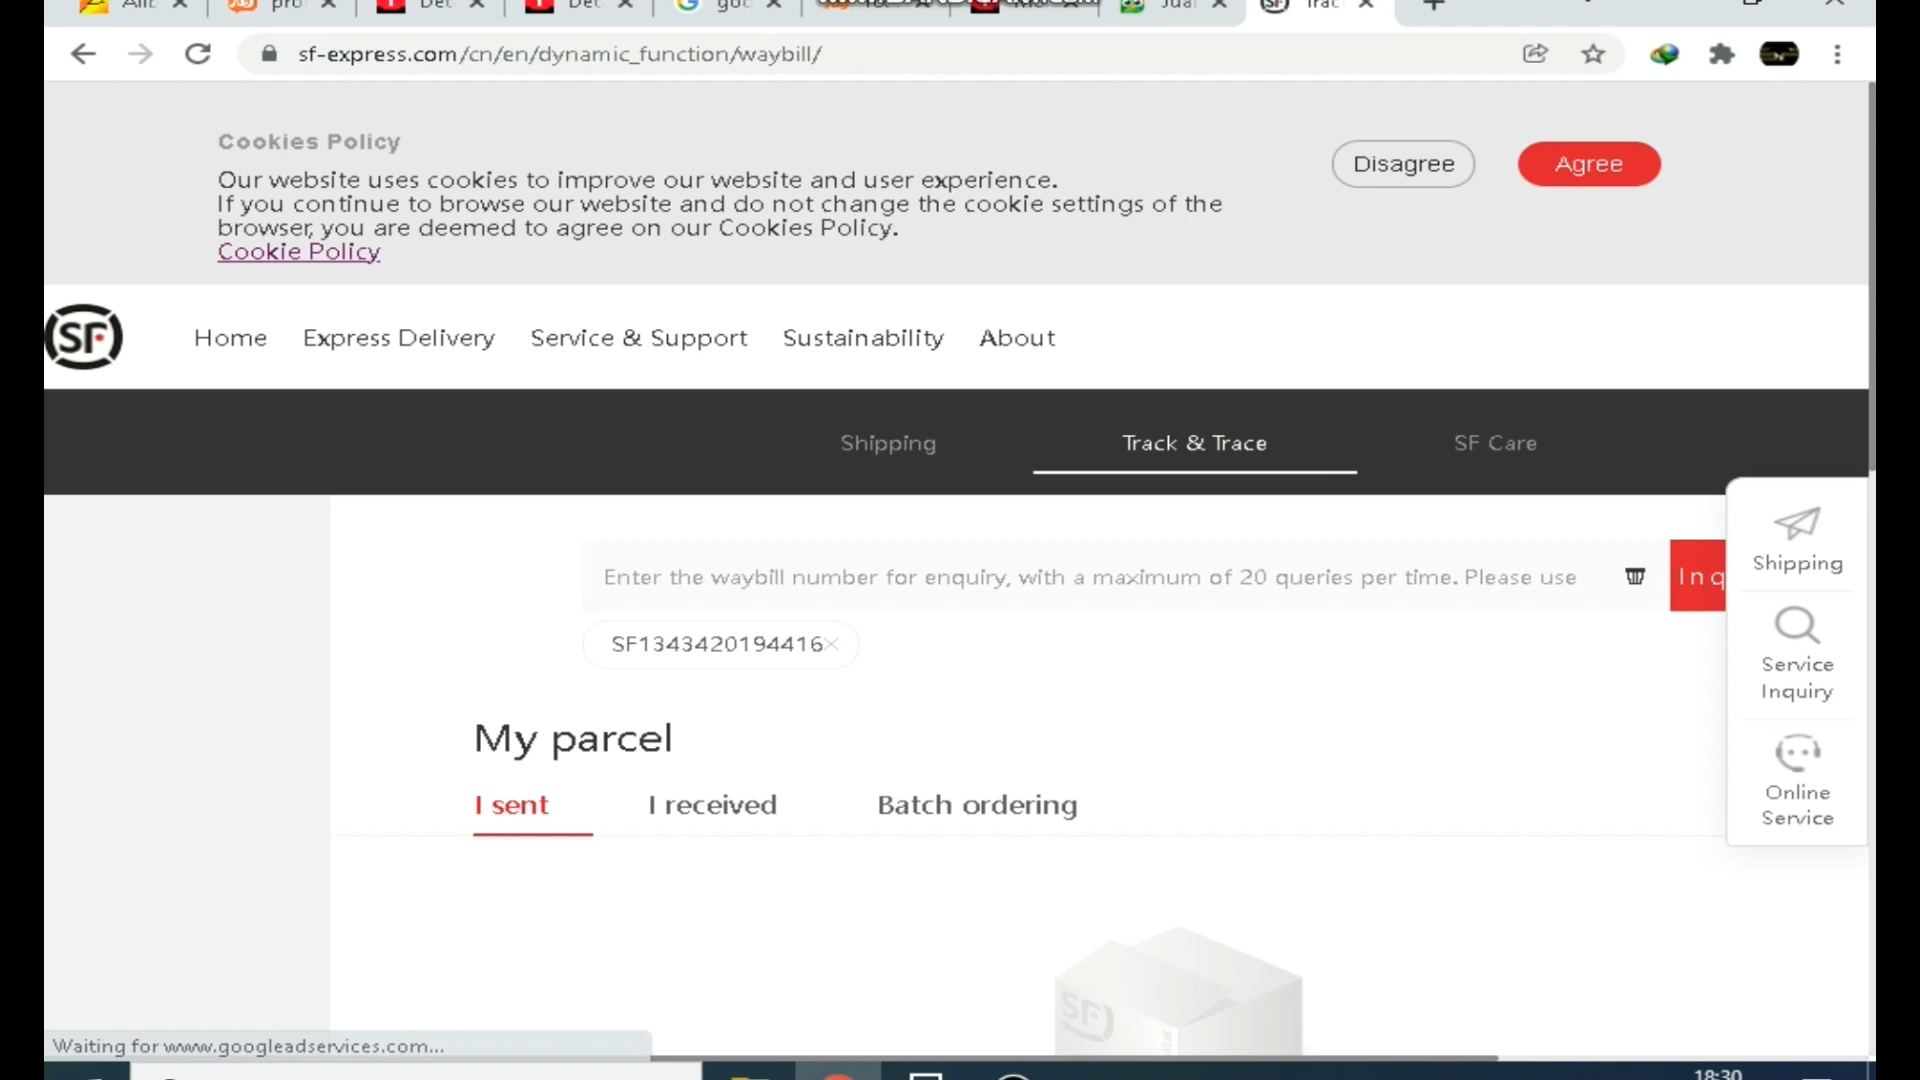 sf-express.com/cn/en/dynamic_function/waybill/
Cookies Policy
Our website uses cookies to improve our website and user experience.
If you continue to browse our website and do not change the cookie settings of the
browser, you are deemed to agree on our Cookies Policy.
Cookie Policy
Disagree
Agree
SF
Home
Express Delivery
Service & Support
Sustainability
About
Shipping
Track & Trace
SF Care
Enter the waybill number for enquiry, with a maximum of 20 queries per time. Please use
Inq
SF1343420194416
Shipping
Service
Inquiry
Online
Service
My parcel
I sent
I received
Batch ordering
SF
Waiting for www.googleadservices.com...
18:30